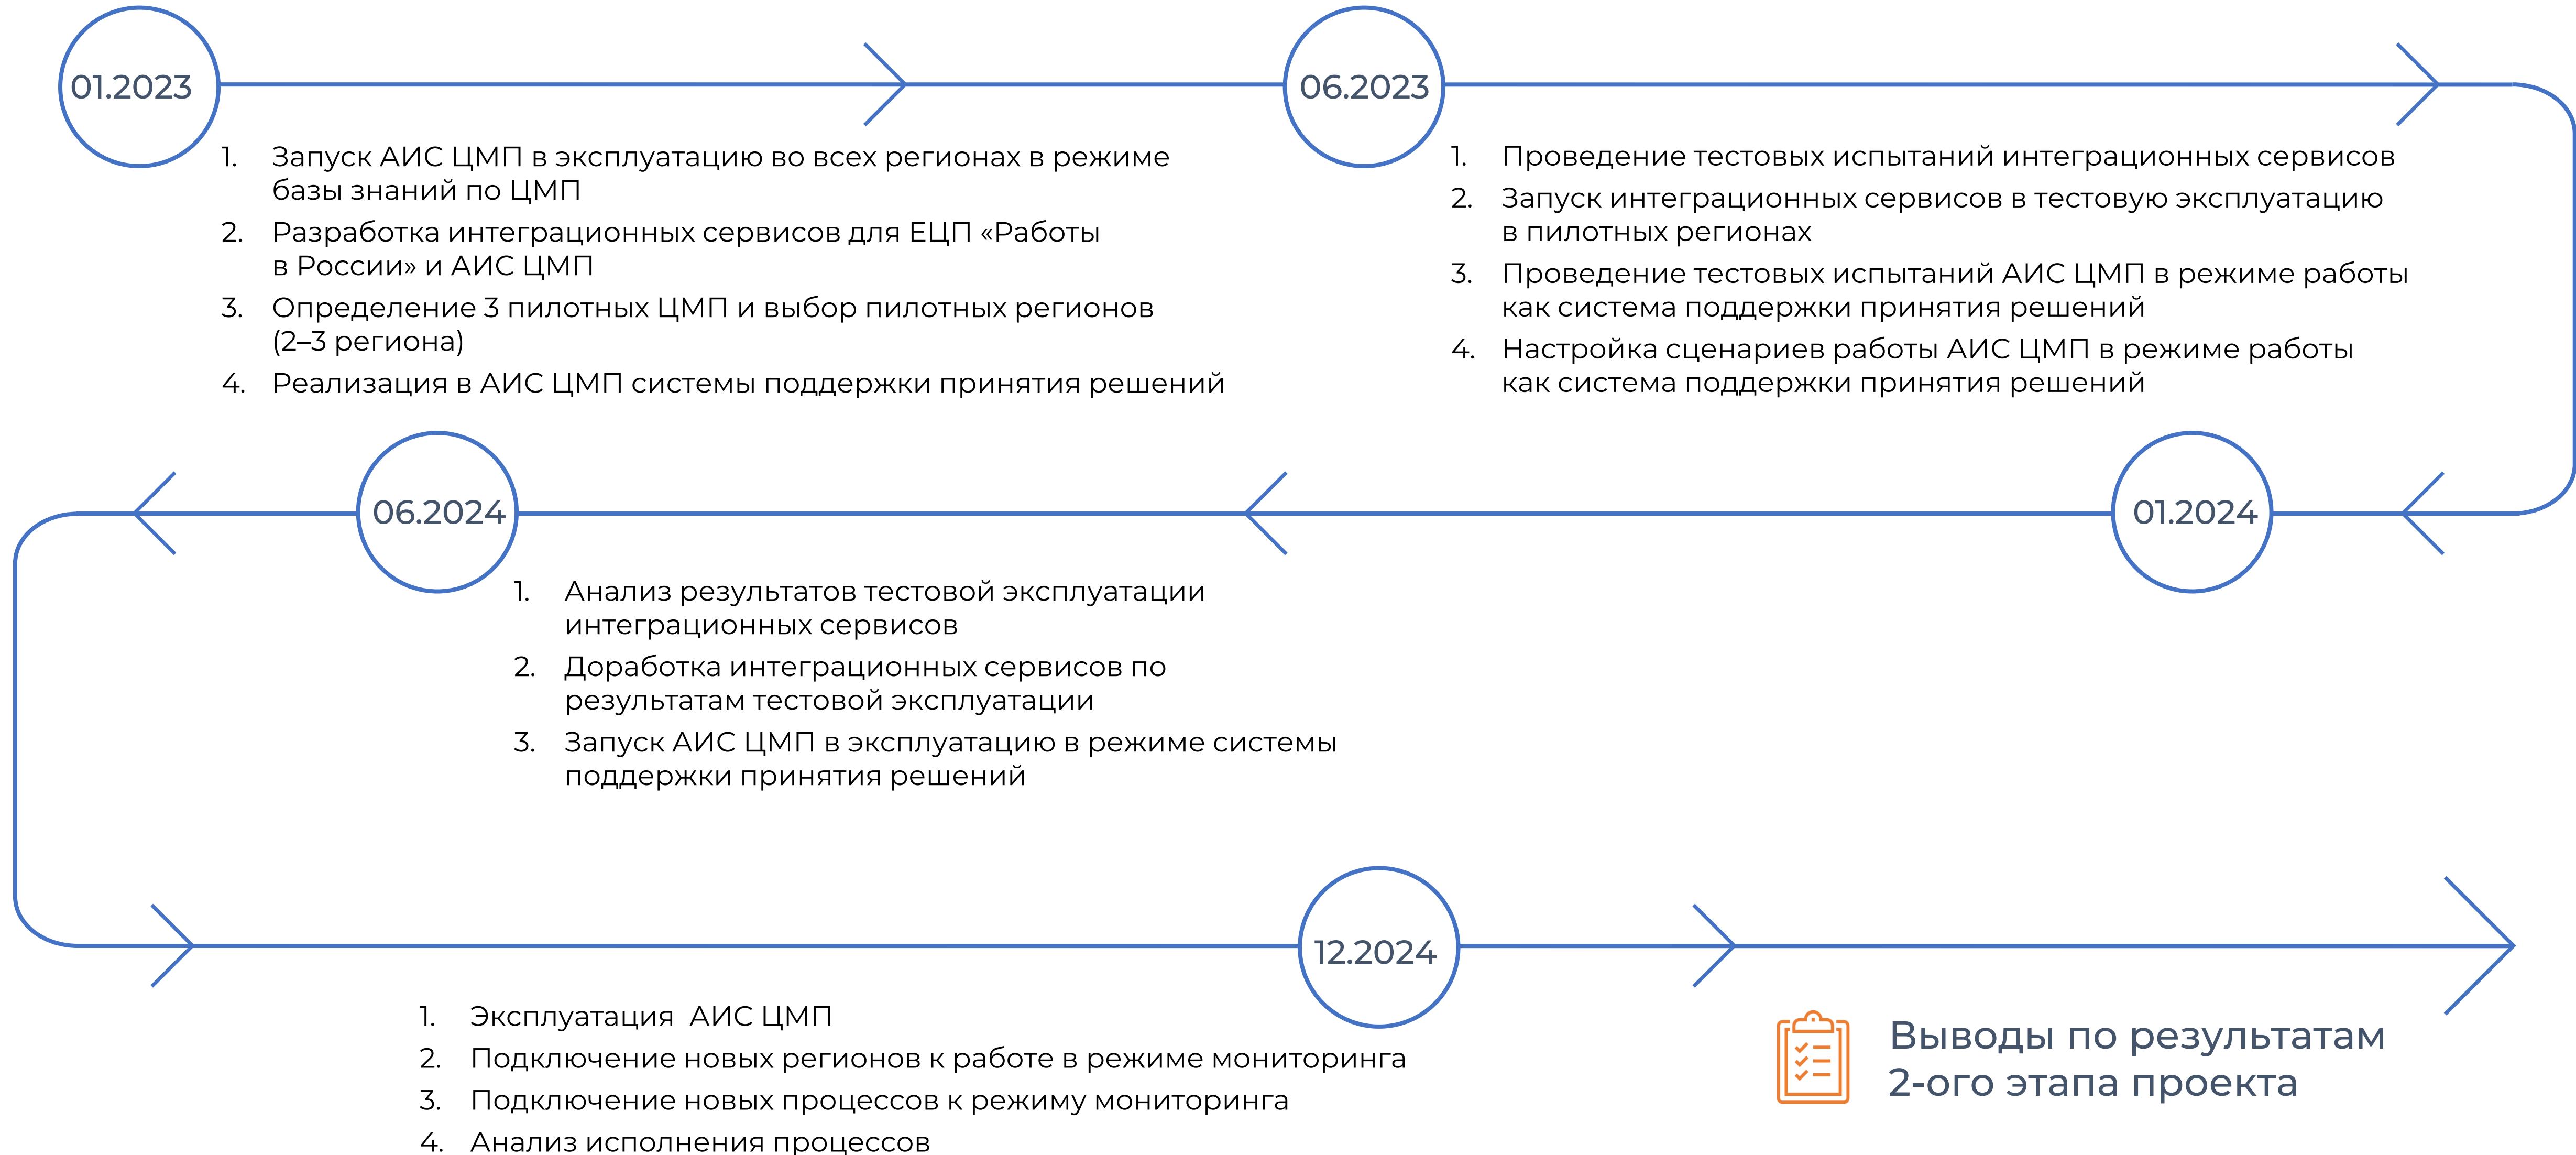 01.2023
1. Запуск АИС ЦМП в эксплуатацию во всех регионах в режиме
базы знаний по ЦМП
2. Разработка интеграционных сервисов для ЕЦП «Работы
в России» и АИС ЦМП
3. Определение 3 пилотных ЦМП и выбор пилотных регионов
(2–3 региона)
4. Реализация в АИС ЦМП системы поддержки принятия решений
06.2023
1. Проведение тестовых испытаний интеграционных сервисов
2. Запуск интеграционных сервисов в тестовую эксплуатацию
в пилотных регионах
3. Проведение тестовых испытаний АИС ЦМП в режиме работы
как система поддержки принятия решений
4. Настройка сценариев работы АИС ЦМП в режиме работы
как система поддержки принятия решений
01.2024
06.2024
1. Анализ результатов тестовой эксплуатации
интеграционных сервисов
2. Доработка интеграционных сервисов по
результатам тестовой эксплуатации
3. Запуск АИС ЦМП в эксплуатацию в режиме системы
поддержки принятия решений
12.2024
1. Эксплуатация АИС ЦМП
2. Подключение новых регионов к работе в режиме мониторинга
3. Подключение новых процессов к режиму мониторинга
4. Анализ исполнения процессов
Выводы по результатам
2-ого этапа проекта